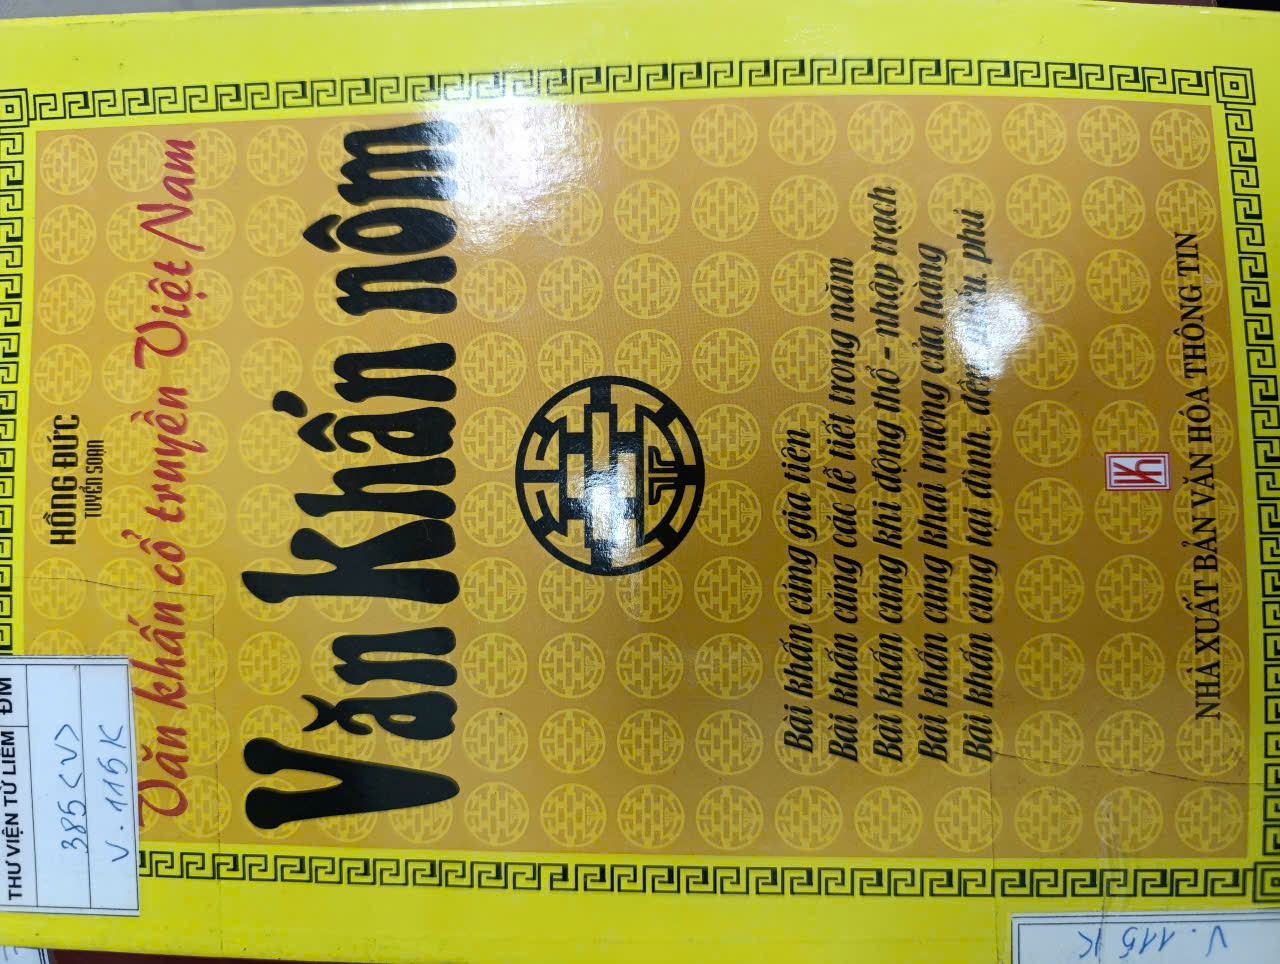 HỒNG ĐỨC
TUYỂN SOẠN
Văn khấn cổ truyền Việt Nam
Văn khấn nôm
Bài khấn cúng gia tiên
Bài khấn cúng các lễ tiết trong năm
Bài khấn cúng khi động thổ - nhập trạch
Bài khấn cúng khai trương cửa hàng
Bài khấn cúng tại đình, đền, miếu, phủ
NHÀ XUẤT BẢN VĂN HÓA THÔNG TIN
THƯ VIỆN TỪ LIÊM ĐM
385(V)
V.115K
V.115K